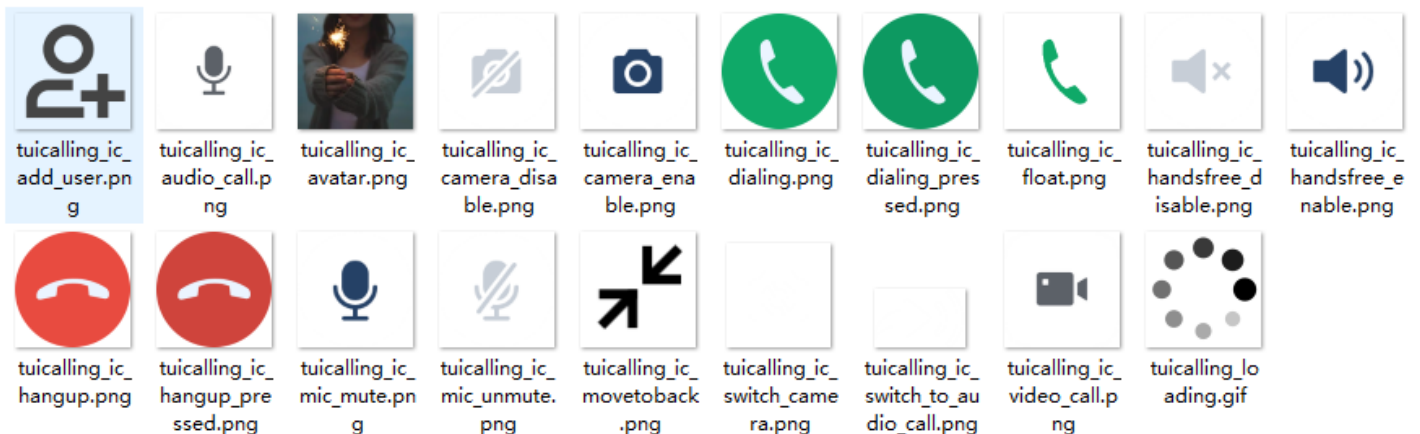 tuicalling_ic_
add_user.pn
g
tuicalling_ic_
audio_call.p
ng
tuicalling_ic_
avatar.png
tuicalling_ic_
camera_disa
ble.png
tuicalling_ic_
camera_ena
ble.png
tuicalling_ic_
dialing.png
tuicalling_ic_
dialing_pres
sed.png
tuicalling_ic_
float.png
tuicalling_ic_
handsfree_d
isable.png
tuicalling_ic_
handsfree_e
nable.png
tuicalling_ic_
hangup.png
tuicalling_ic_
hangup_pre
ssed.png
tuicalling_ic_
mic_mute.pn
g
tuicalling_ic_
mic_unmute.
png
tuicalling_ic_
movetoback
.png
tuicalling_ic_
switch_came
ra.png
tuicalling_ic_
switch_to_au
dio_call.png
tuicalling_ic_
video_call.p
ng
tuicalling_lo
ading.gif